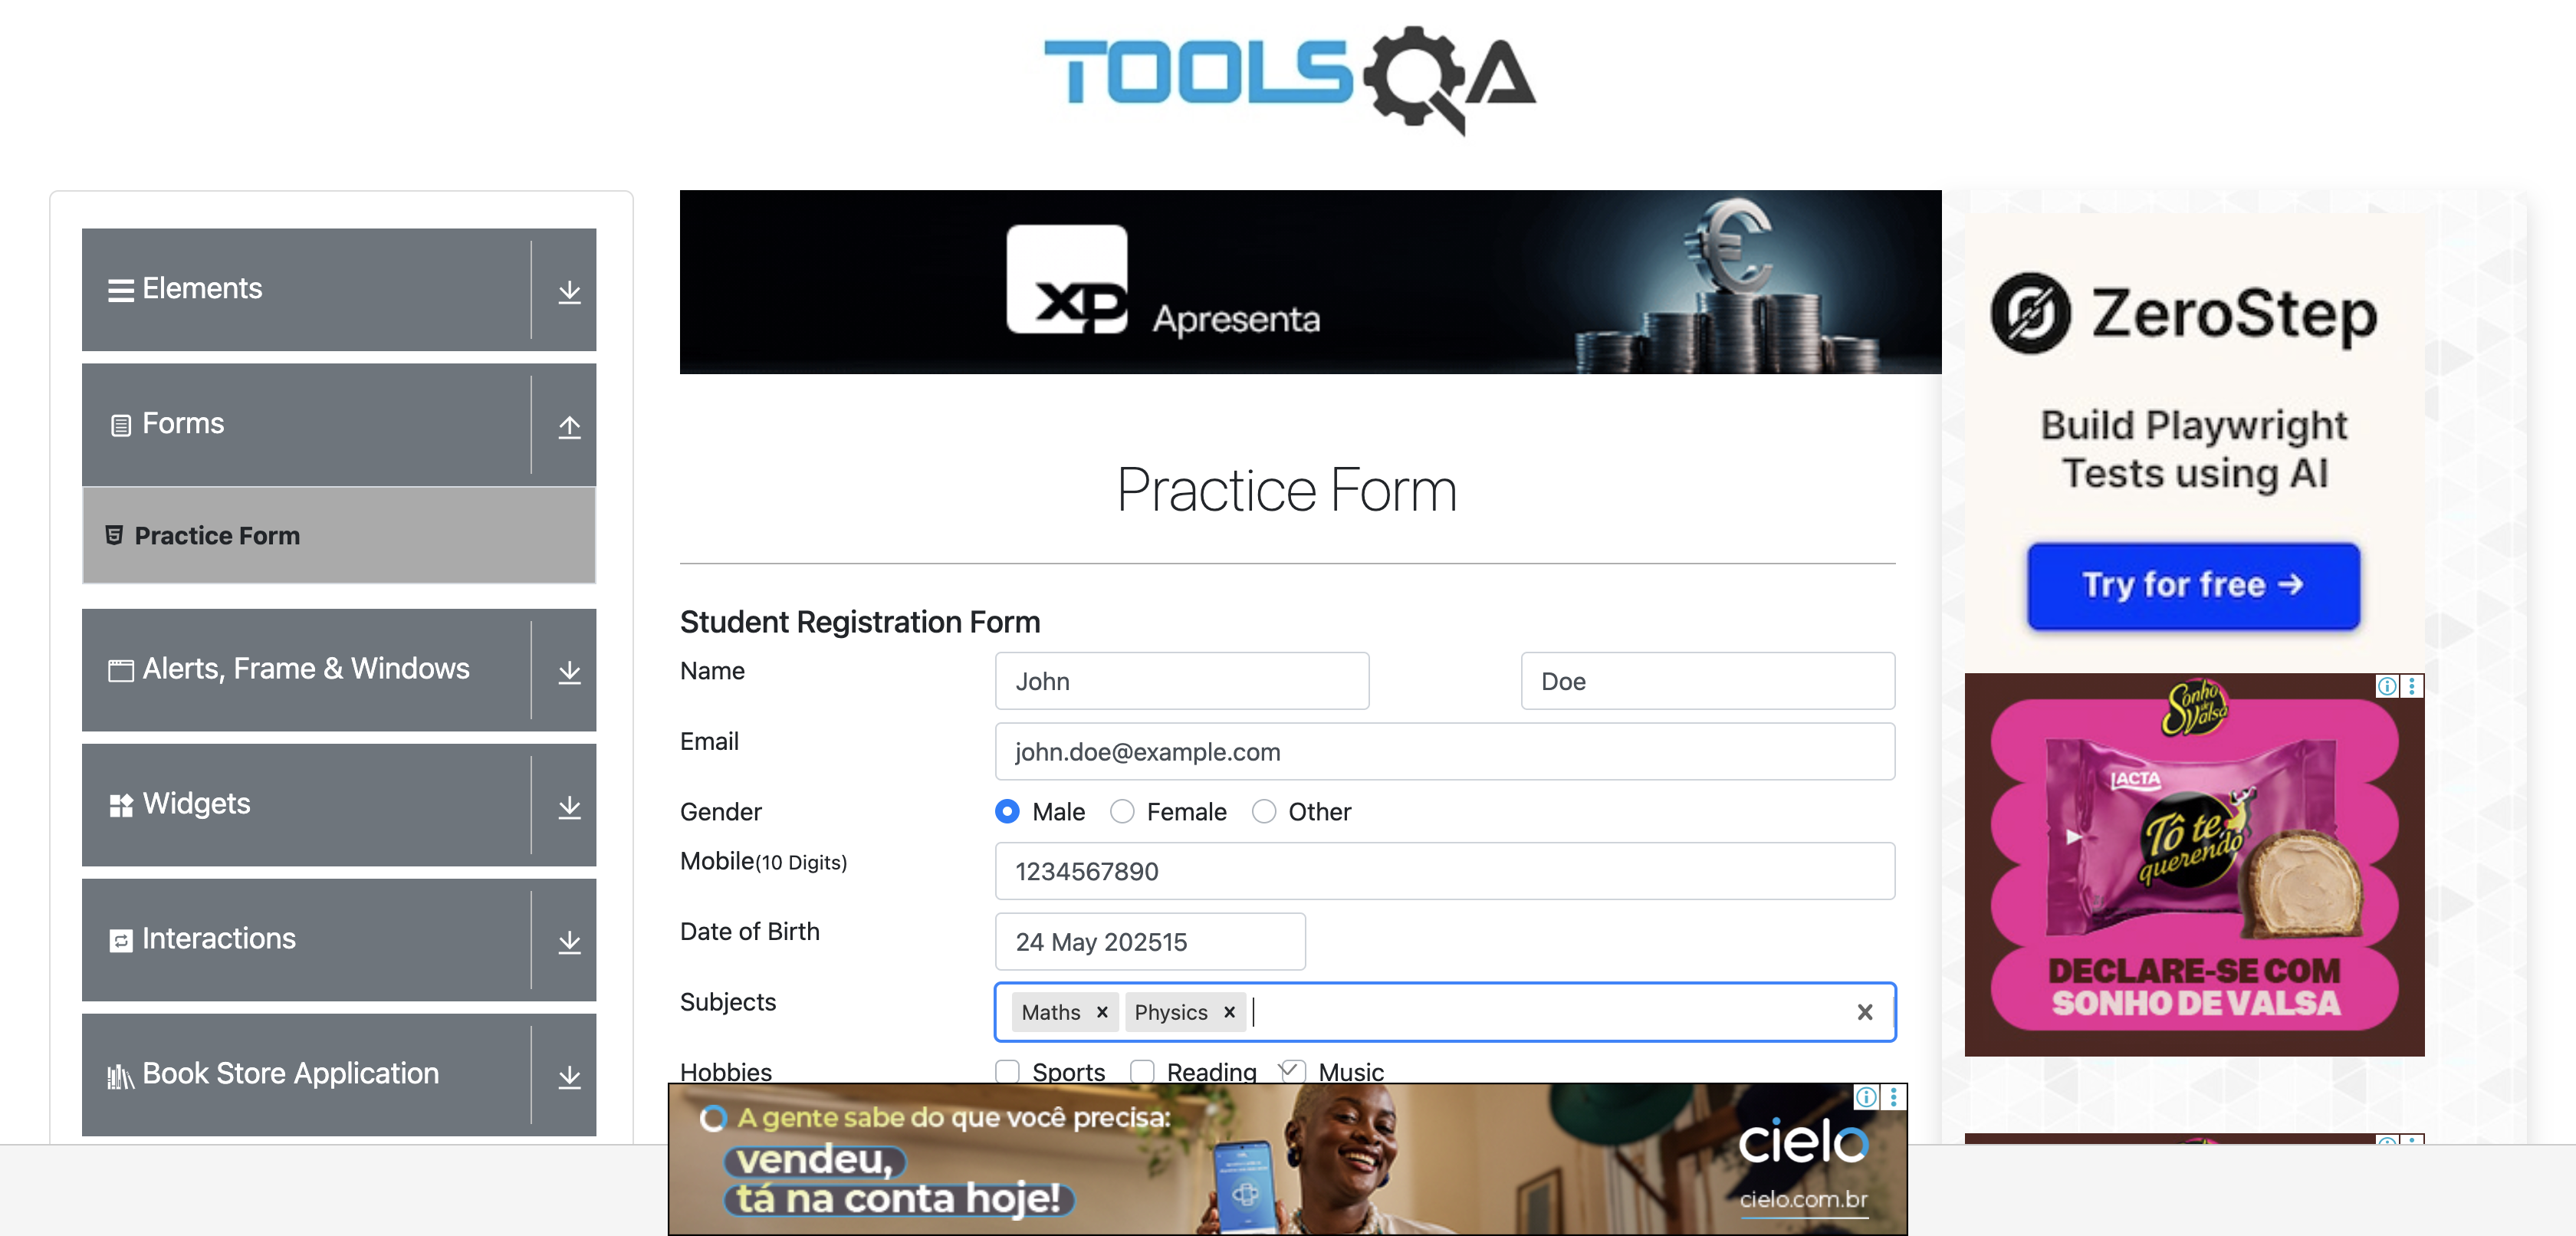 TOOLSQA
Elements
Forms
Practice Form
Alerts, Frame & Windows
Widgets
Interactions
Book Store Application
XP Apresenta
Practice Form
Student Registration Form
Name
John
Doe
Email
john.doe@example.com
Gender
Male
Female
Other
Mobile(10 Digits)
1234567890
Date of Birth
24 May 202515
Subjects
Maths
Physics
Hobbies
Sports
Reading
Music
A gente sabe do que você precisa:
vendeu,
tá na conta hoje!
cielo
cielo.com.br
ZeroStep
Build Playwright
Tests using AI
Try for free →
Sonho de Valsa
LACTA
Tô te
querendo
DECLARE-SE COM
SONHO DE VALSA